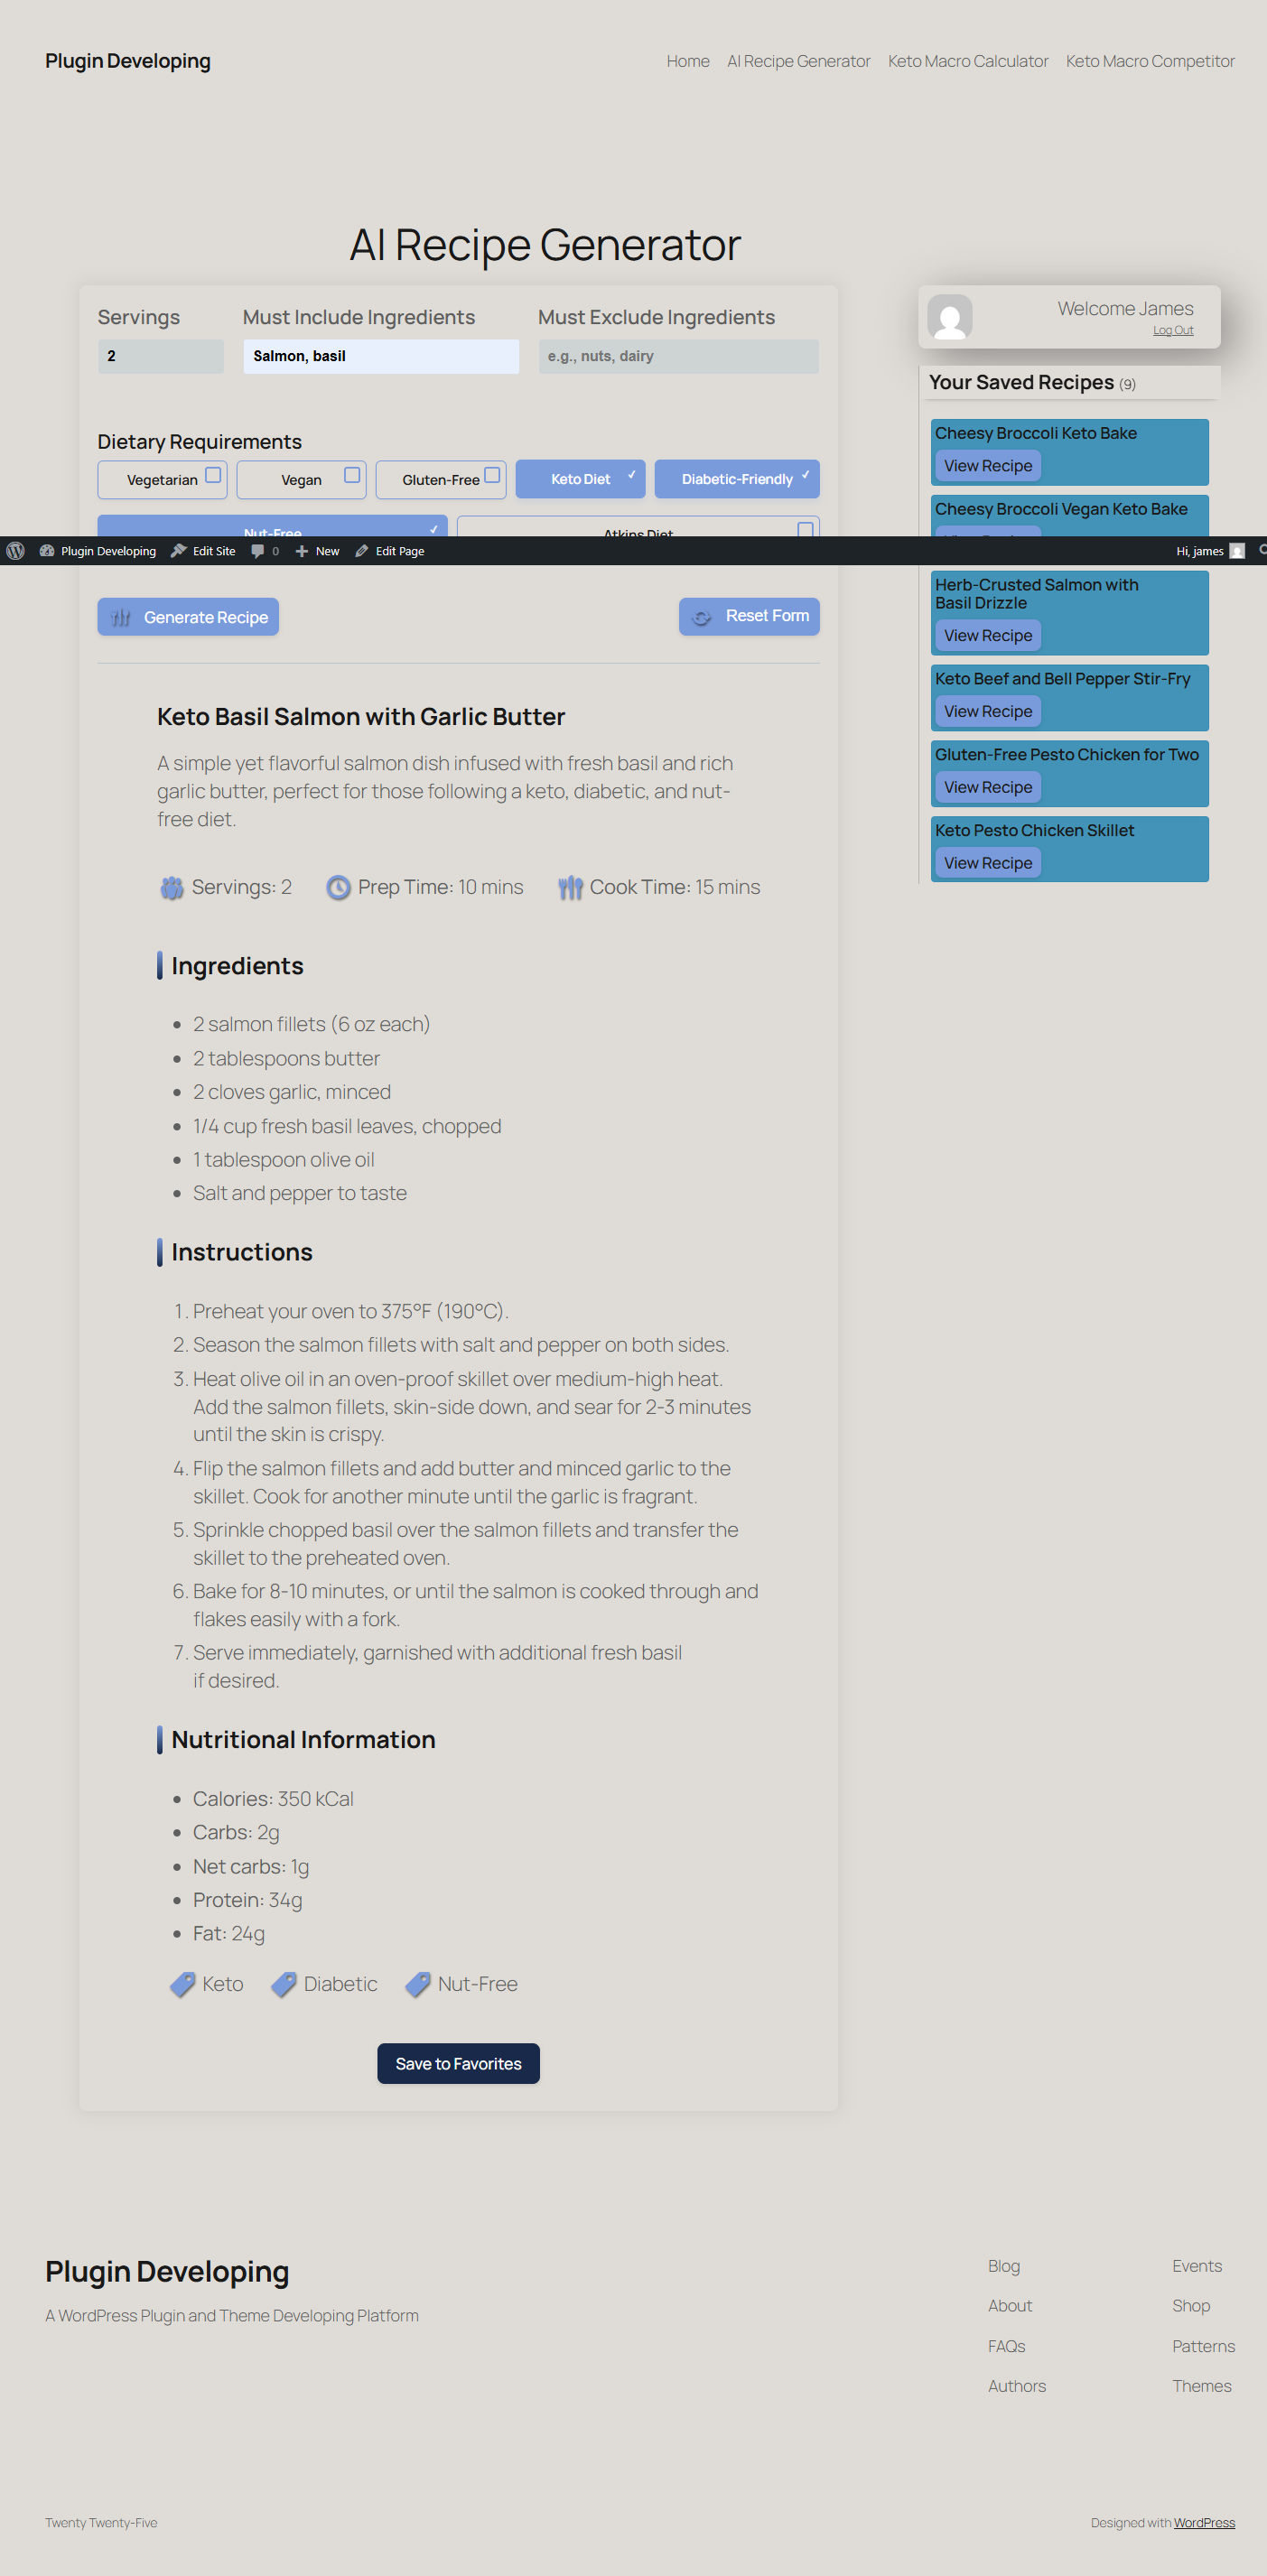 Plugin Developing
Home AI Recipe Generator Keto Macro Calculator Keto Macro Competitor
AI Recipe Generator
Servings Must Include Ingredients Must Exclude Ingredients
2 Salmon, basil e.g., nuts, dairy
Dietary Requirements
Vegetarian Vegan Gluten-Free Keto Diet Diabetic-Friendly
Nut-Free Atkins Diet
Plugin Developing Edit Site 0 New Edit Page Hi, james
Generate Recipe Reset Form
Keto Basil Salmon with Garlic Butter
A simple yet flavorful salmon dish infused with fresh basil and rich
garlic butter, perfect for those following a keto, diabetic, and nut-
free diet.
Servings: 2 Prep Time: 10 mins Cook Time: 15 mins
Ingredients
2 salmon fillets (6 oz each)
2 tablespoons butter
2 cloves garlic, minced
1/4 cup fresh basil leaves, chopped
1 tablespoon olive oil
Salt and pepper to taste
Instructions
1. Preheat your oven to 375°F (190°C).
2. Season the salmon fillets with salt and pepper on both sides.
3. Heat olive oil in an oven-proof skillet over medium-high heat.
Add the salmon fillets, skin-side down, and sear for 2-3 minutes
until the skin is crispy.
4. Flip the salmon fillets and add butter and minced garlic to the
skillet. Cook for another minute until the garlic is fragrant.
5. Sprinkle chopped basil over the salmon fillets and transfer the
skillet to the preheated oven.
6. Bake for 8-10 minutes, or until the salmon is cooked through and
flakes easily with a fork.
7. Serve immediately, garnished with additional fresh basil
if desired.
Nutritional Information
Calories: 350 kCal
Carbs: 2g
Net carbs: 1g
Protein: 34g
Fat: 24g
Keto Diabetic Nut-Free
Save to Favorites
Welcome James
Log Out
Your Saved Recipes (9)
Cheesy Broccoli Keto Bake
View Recipe
Cheesy Broccoli Vegan Keto Bake
View Recipe
Herb-Crusted Salmon with
Basil Drizzle
View Recipe
Keto Beef and Bell Pepper Stir-Fry
View Recipe
Gluten-Free Pesto Chicken for Two
View Recipe
Keto Pesto Chicken Skillet
View Recipe
Plugin Developing
A WordPress Plugin and Theme Developing Platform
Blog Events
About Shop
FAQs Patterns
Authors Themes
Twenty Twenty-Five
Designed with WordPress